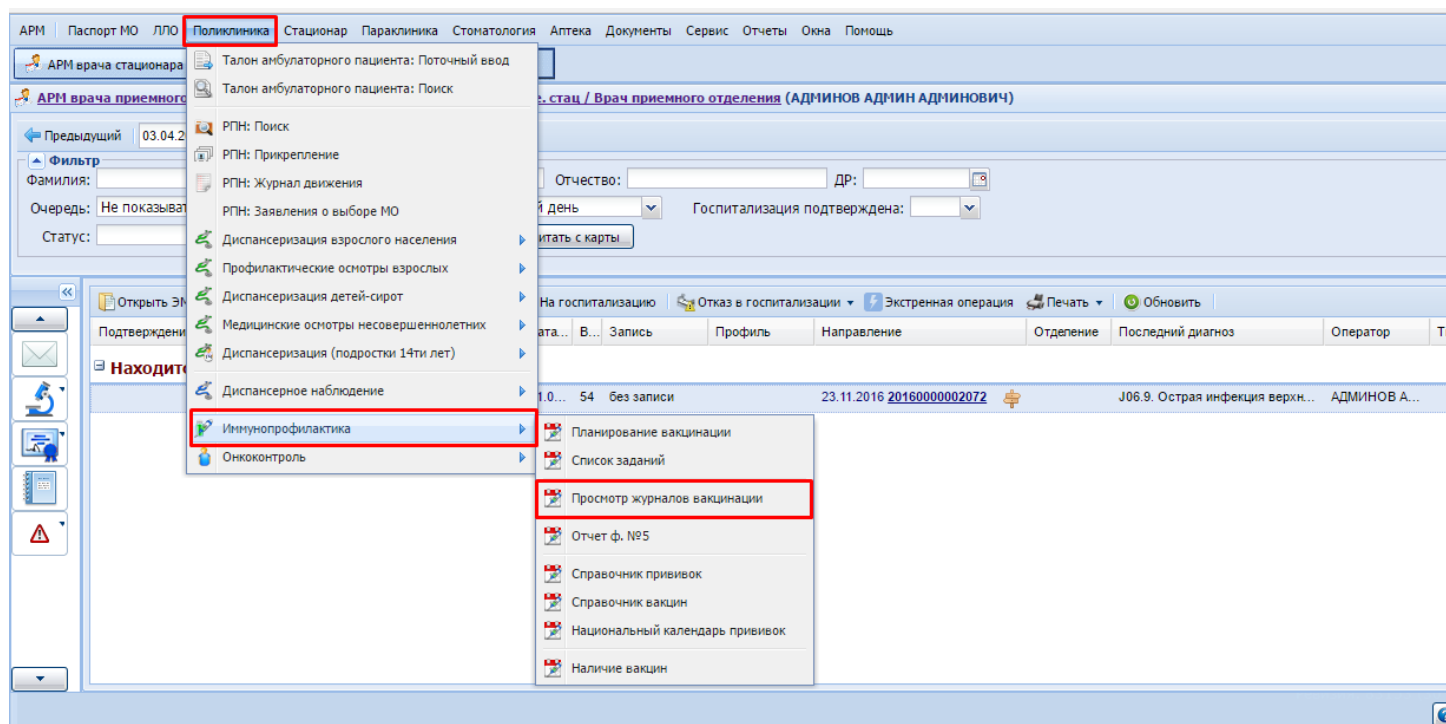 АРМ Паспорт МО ЛЛО Поликлиника Стационар Параклиника Стоматология Аптека Документы Сервис Отчеты Окна Помощь
АРМ врача стационара
АРМ врача приемного е. стац / Врач приемного отделения (АДМИНОВ АДМИН АДМИНОВИЧ)
Предыдущий 03.04.2
Фильтр
Фамилия: Отчество: ДР:
Очередь: Не показыват й день Госпитализация подтверждена:
Статус: итать с карты
Талон амбулаторного пациента: Поточный ввод
Талон амбулаторного пациента: Поиск
РПН: Поиск
РПН: Прикрепление
РПН: Журнал движения
РПН: Заявления о выборе МО
Диспансеризация взрослого населения
Профилактические осмотры взрослых
Диспансеризация детей-сирот
Медицинские осмотры несовершеннолетних
Диспансеризация (подростки 14ти лет)
Диспансерное наблюдение
Иммунопрофилактика
Онкоконтроль
Открыть ЭМ На госпитализацию Отказ в госпитализации Экстренная операция Печать Обновить
Подтверждени ата... В... Запись Профиль Направление Отделение Последний диагноз Оператор
Находит
1.0... 54 без записи 23.11.2016 20160000002072 J06.9. Острая инфекция верхн... АДМИНОВ А...
Планирование вакцинации
Список заданий
Просмотр журналов вакцинации
Отчет ф. №5
Справочник прививок
Справочник вакцин
Национальный календарь прививок
Наличие вакцин